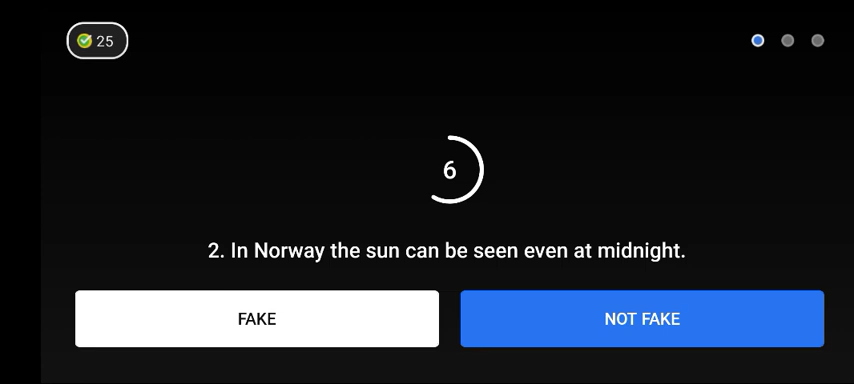 25
6
2. In Norway the sun can be seen even at midnight.
FAKE
NOT FAKE